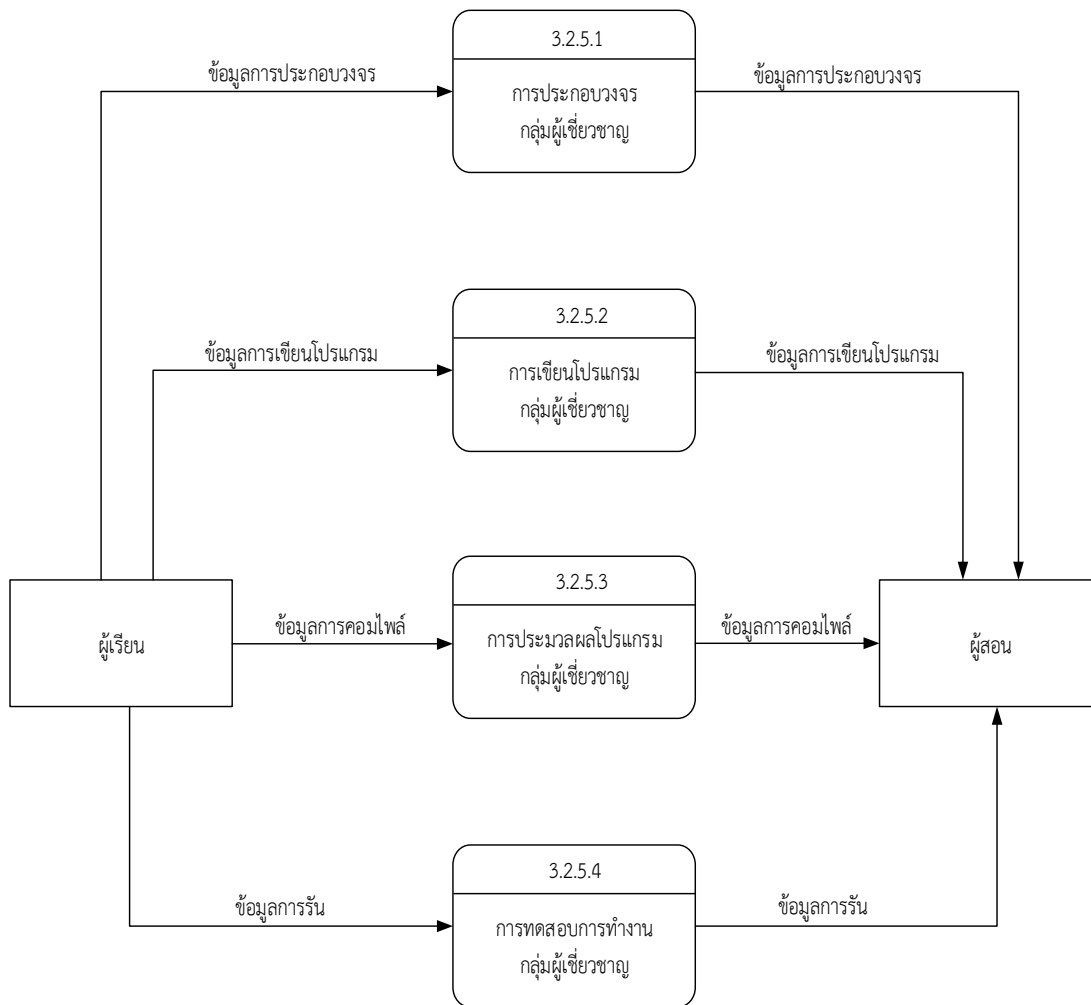 3.2.5.1
ข้อมูลการประกอบวงจร
การประกอบวงจร
กลุ่มผู้เชี่ยวชาญ
ข้อมูลการประกอบวงจร
3.2.5.2
ข้อมูลการเขียนโปรแกรม
การเขียนโปรแกรม
กลุ่มผู้เชี่ยวชาญ
ข้อมูลการเขียนโปรแกรม
3.2.5.3
ผู้เรียน
ข้อมูลการคอมไพล์
การประมวลผลโปรแกรม
กลุ่มผู้เชี่ยวชาญ
ข้อมูลการคอมไพล์
ผู้สอน
3.2.5.4
ข้อมูลการรัน
การทดสอบการทำงาน
กลุ่มผู้เชี่ยวชาญ
ข้อมูลการรัน